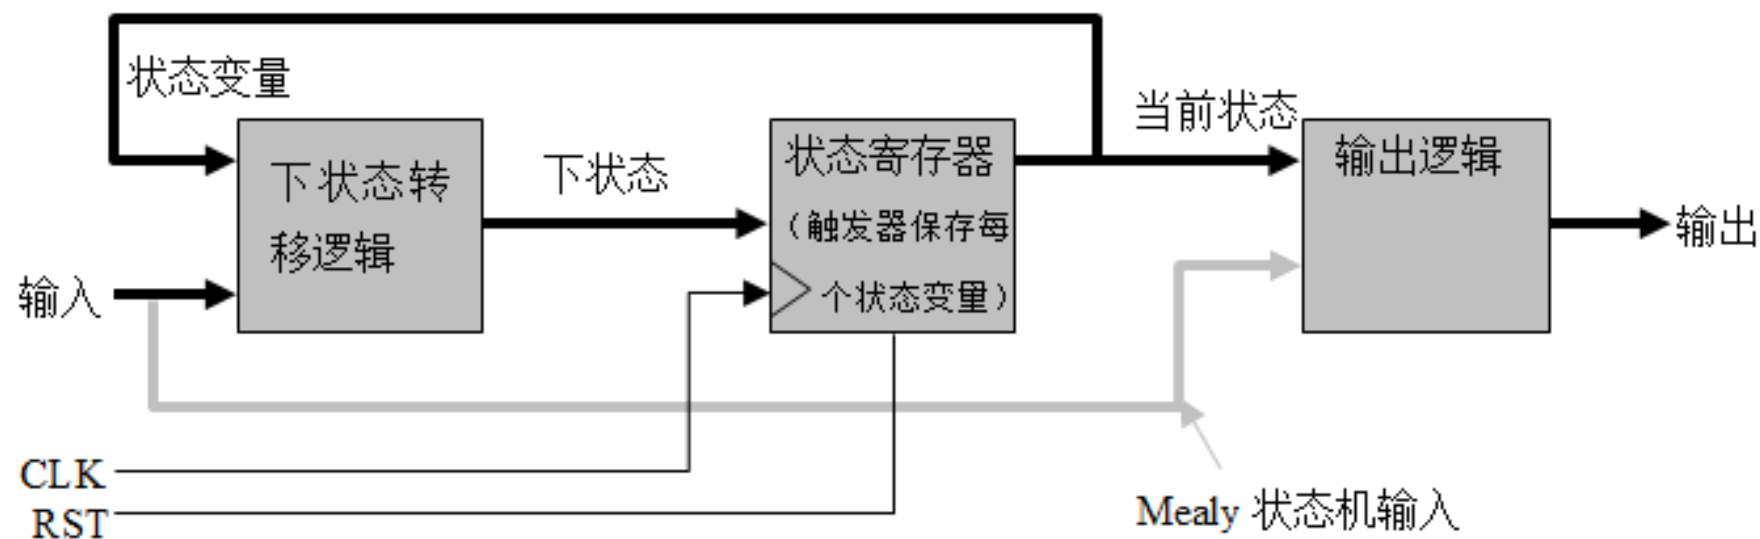 状态变量
下状态转
移逻辑
输入
下状态
状态寄存器
（触发器保存每
个状态变量）
当前状态
输出逻辑
输出
CLK
RST
Mealy 状态机输入